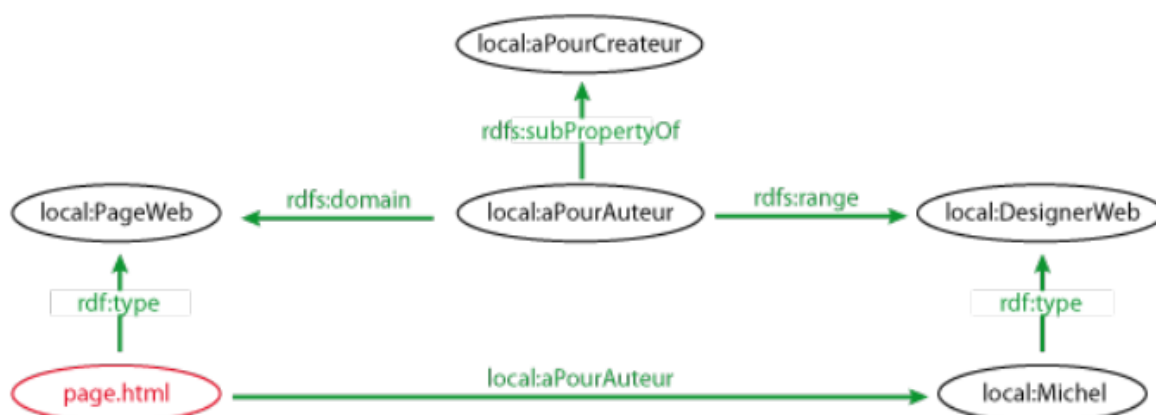 local:aPourCreateur
rdfs:subPropertyOf
local:PageWeb
rdfs:domain
local:aPourAuteur
rdfs:range
local:DesignerWeb
rdf:type
rdf:type
page.html
local:aPourAuteur
local:Michel